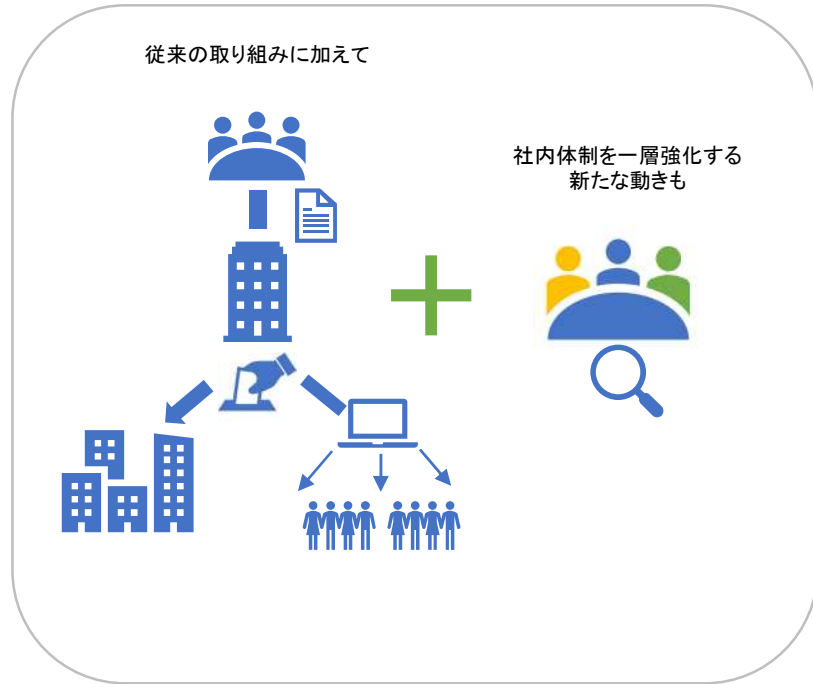 従来の取り組みに加えて
社内体制を一層強化する
新たな動きも